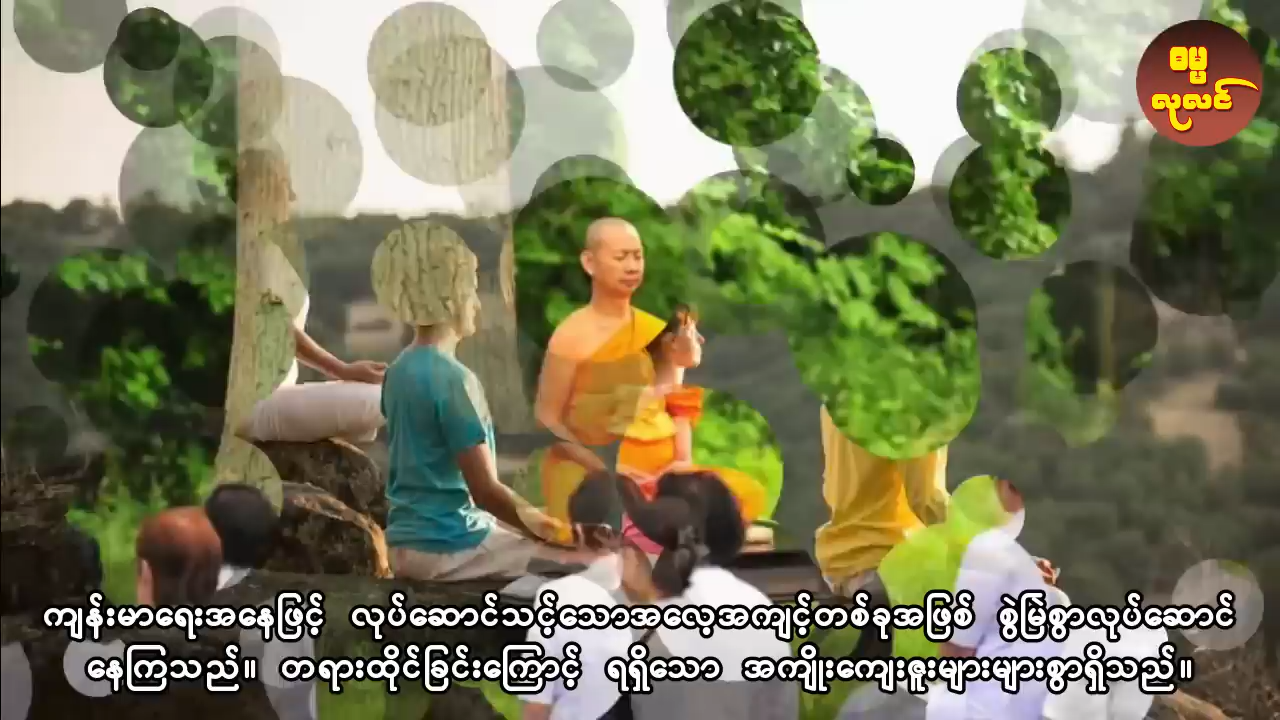 ဓမ္မ
လုလင်
ကျန်းမာရေးအနေဖြင့် လုပ်ဆောင်သင့်သောအလေ့အကျင့်တစ်ခုအဖြစ် စွဲမြဲစွာလုပ်ဆောင်
နေကြသည်။ တရားထိုင်ခြင်းကြောင့် ရရှိသော အကျိုးကျေးဇူးများများစွာရှိသည်။